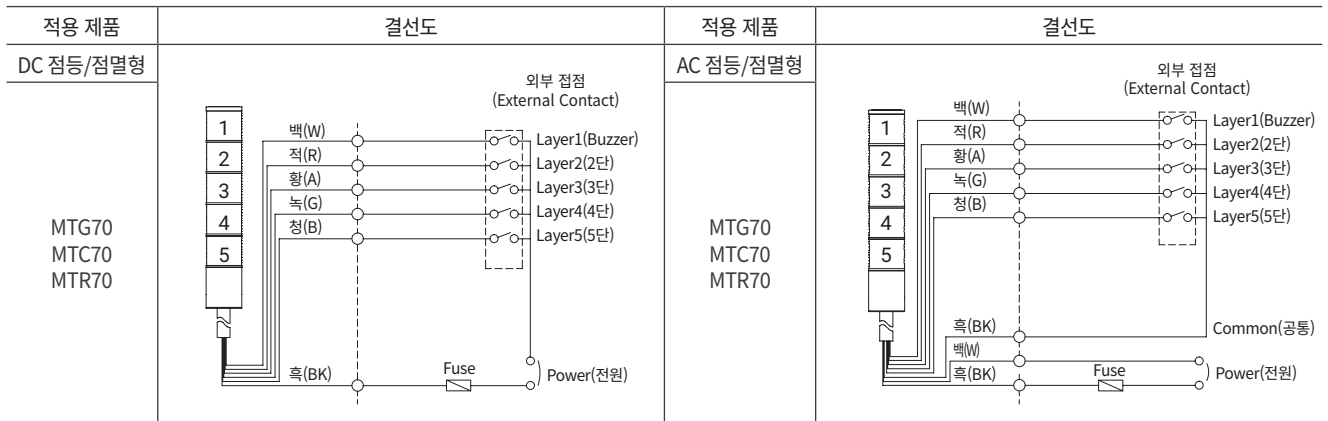 적용 제품
결선도
적용 제품
결선도
DC 점등/점멸형
MTG70
MTC70
MTR70
외부 접점
(External Contact)
1
2
3
4
5
백(W)
적(R)
황(A)
녹(G)
청(B)
Layer1(Buzzer)
Layer2(2단)
Layer3(3단)
Layer4(4단)
Layer5(5단)
흑(BK)
Fuse
Power(전원)
AC 점등/점멸형
MTG70
MTC70
MTR70
외부 접점
(External Contact)
1
2
3
4
5
백(W)
적(R)
황(A)
녹(G)
청(B)
Layer1(Buzzer)
Layer2(2단)
Layer3(3단)
Layer4(4단)
Layer5(5단)
흑(BK)
Common(공통)
백(W)
흑(BK)
Fuse
Power(전원)